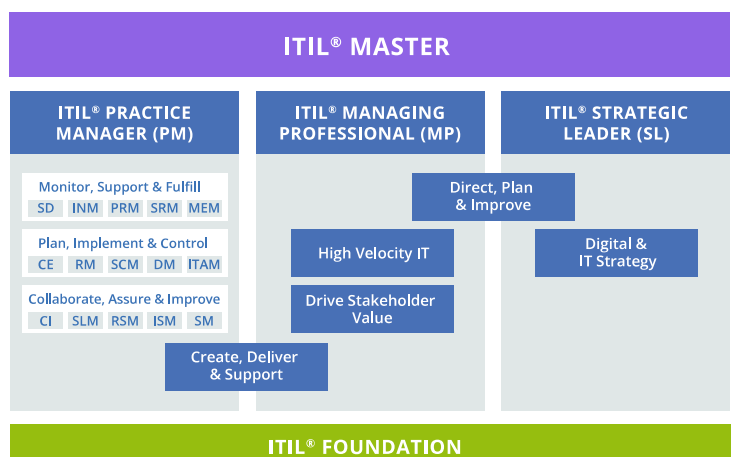 ITIL® MASTER
ITIL® PRACTICE
MANAGER (PM)
Monitor, Support & Fulfill
SD INM PRM SRM MEM
Plan, Implement & Control
CE RM SCM DM ITAM
Collaborate, Assure & Improve
CI SLM RSM ISM SM
Create, Deliver
& Support
ITIL® MANAGING
PROFESSIONAL (MP)
Direct, Plan
& Improve
High Velocity IT
Drive Stakeholder
Value
ITIL® STRATEGIC
LEADER (SL)
Digital &
IT Strategy
ITIL® FOUNDATION